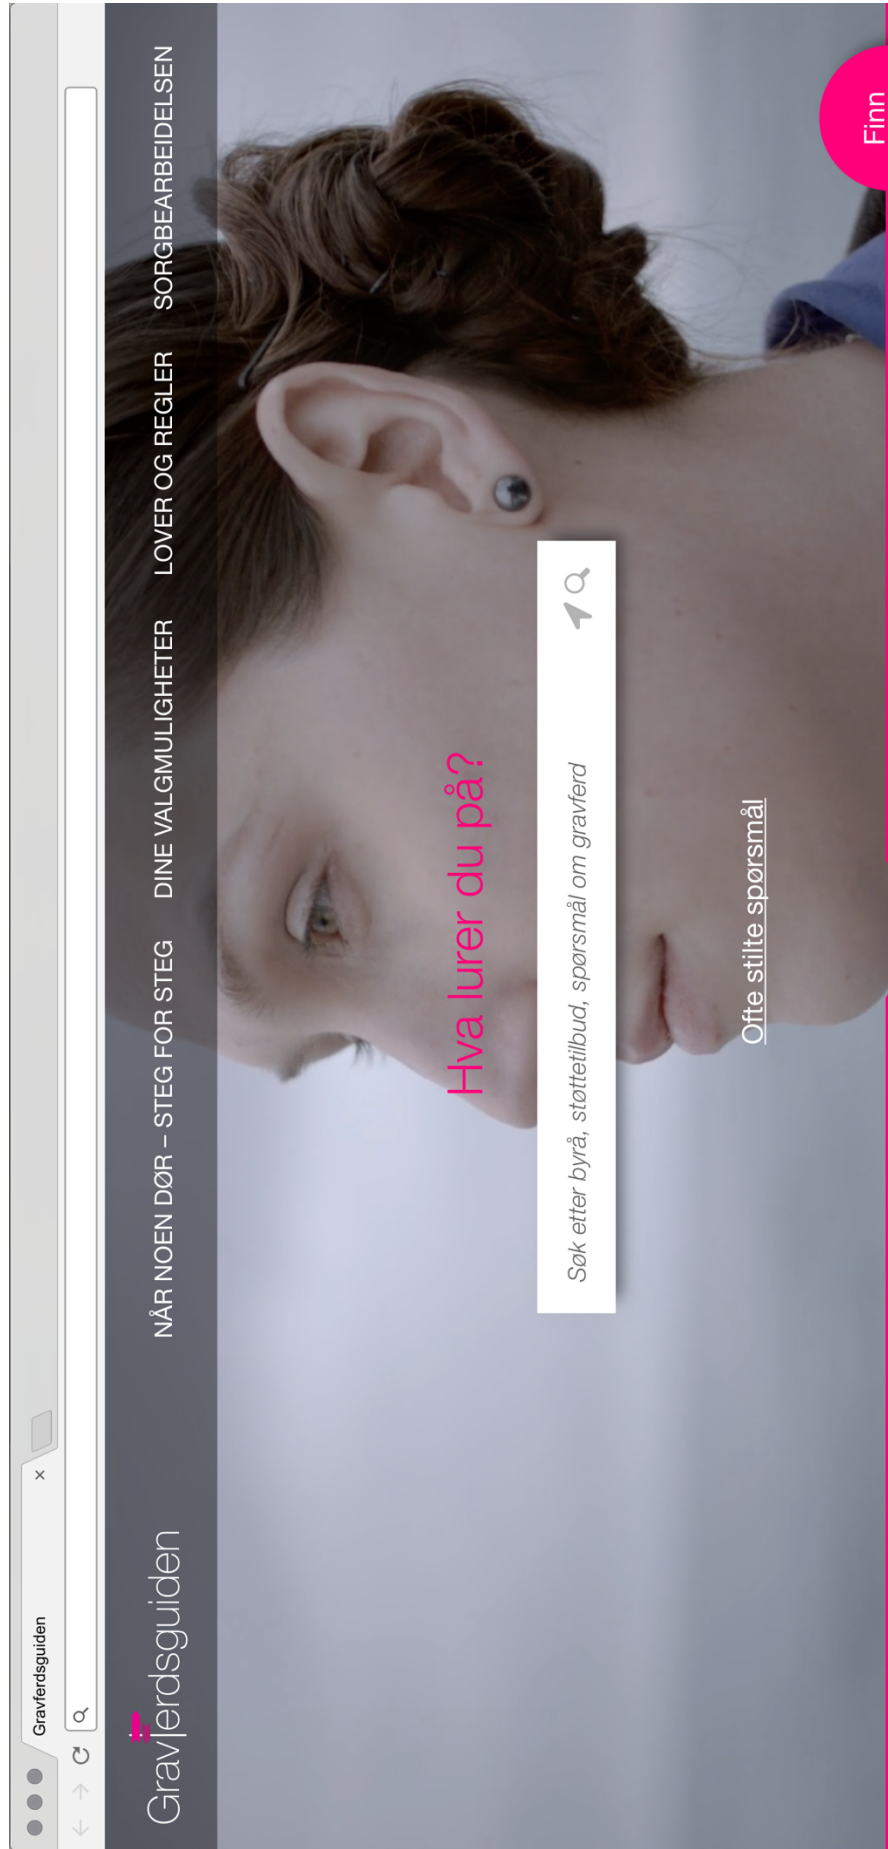 Gravferdsguiden
Gravferdsguiden
NÅR NOEN DØR – STEG FOR STEG
DINE VALGMULIGHETER
LOVER OG REGLER
SORGBEARBEIDELSEN
Hva lurer du på?
Søk etter byrå, støttetilbud, spørsmål om gravferd
Ofte stilte spørsmål
Finn